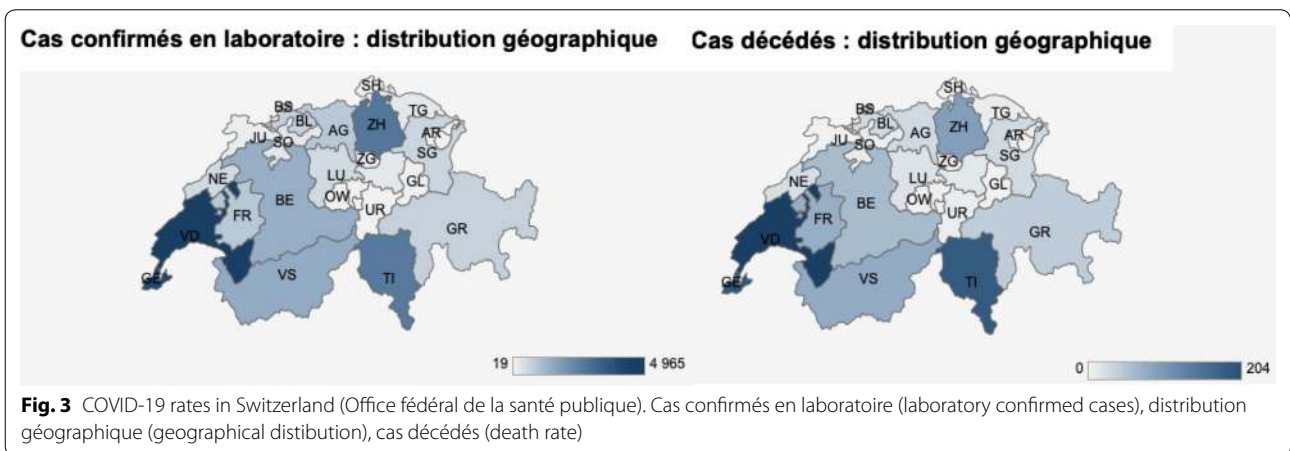 Cas confirmés en laboratoire : distribution géographique
Cas décédés : distribution géographique
SH
BS
BL
AG
ZH
TG
JU
SO
AR
SG
ZG
NE
LU
GL
OW
BE
FR
UR
GR
VD
VS
TI
GE
19
4 965
SH
BS
BL
AG
ZH
TG
JU
SO
AR
SG
ZG
NE
LU
GL
OW
BE
FR
UR
GR
VD
VS
TI
GE
0
204
Fig. 3 COVID-19 rates in Switzerland (Office fédéral de la santé publique). Cas confirmés en laboratoire (laboratory confirmed cases), distribution
géographique (geographical distibution), cas décédés (death rate)